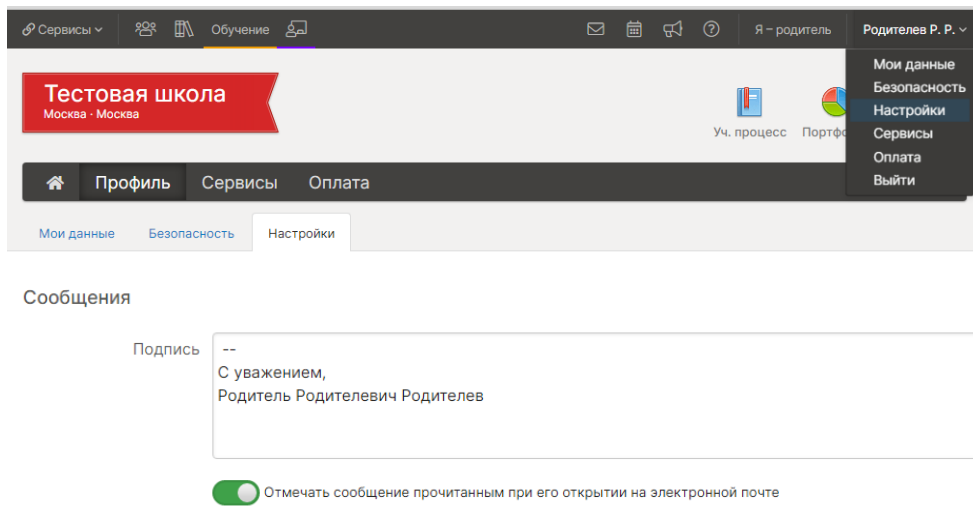 Сервисы
Обучение
Я – родитель
Родителев Р. Р.
Мои данные
Безопасность
Настройки
Сервисы
Оплата
Выйти
Тестовая школа
Москва · Москва
Уч. процесс
Профиль
Сервисы
Оплата
Мои данные
Безопасность
Настройки
Сообщения
Подпись
--
С уважением,
Родитель Родителевич Родителев
Отмечать сообщение прочитанным при его открытии на электронной почте